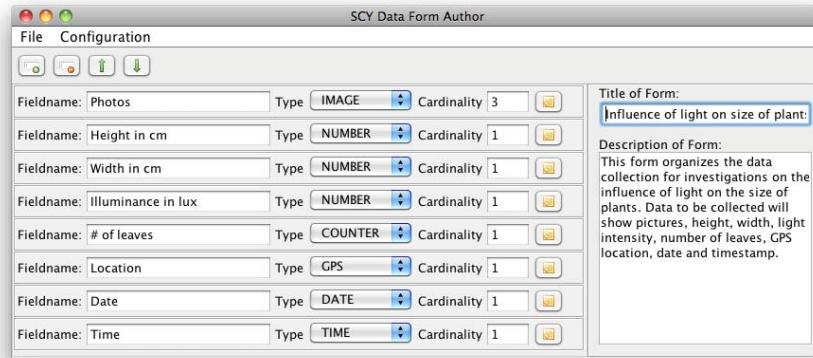 SCY Data Form Author
File Configuration
Fieldname: Photos Type IMAGE Cardinality 3
Fieldname: Height in cm Type NUMBER Cardinality 1
Fieldname: Width in cm Type NUMBER Cardinality 1
Fieldname: Illuminance in lux Type NUMBER Cardinality 1
Fieldname: # of leaves Type COUNTER Cardinality 1
Fieldname: Location Type GPS Cardinality 1
Fieldname: Date Type DATE Cardinality 1
Fieldname: Time Type TIME Cardinality 1
Title of Form:
Influence of light on size of plants
Description of Form:
This form organizes the data
collection for investigations on the
influence of light on the size of
plants. Data to be collected will
show pictures, height, width, light
intensity, number of leaves, GPS
location, date and timestamp.